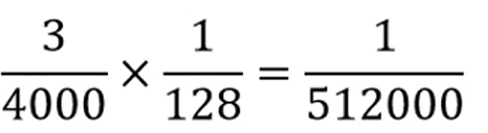 3/4000 × 1/128 = 1/512000